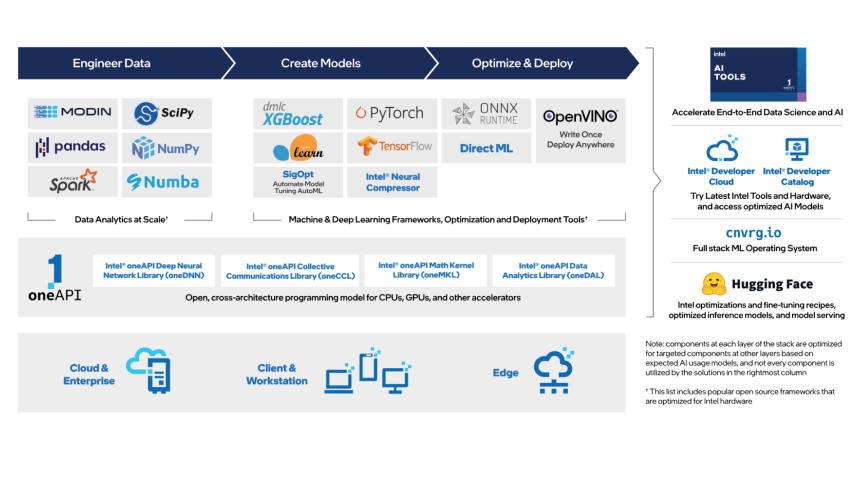 Engineer Data
Create Models
Optimize & Deploy
MODIN
SciPy
pandas
NumPy
APACHE
Spark
Numba
Data Analytics at Scale†
dmlc
XGBoost
PyTorch
learn
TensorFlow
SigOpt
Automate Model
Tuning AutoML
Intel® Neural
Compressor
ONNX
RUNTIME
OpenVINO
Write Once
Deploy Anywhere
Direct ML
Machine & Deep Learning Frameworks, Optimization and Deployment Tools†
1
oneAPI
Intel® oneAPI Deep Neural
Network Library (oneDNN)
Intel® oneAPI Collective
Communications Library (oneCCL)
Intel® oneAPI Math Kernel
Library (oneMKL)
Intel® oneAPI Data
Analytics Library (oneDAL)
Open, cross-architecture programming model for CPUs, GPUs, and other accelerators
Cloud &
Enterprise
Client &
Workstation
Edge
intel
AI
TOOLS
1
Accelerate End-to-End Data Science and AI
Intel® Developer
Cloud
Intel® Developer
Catalog
Try Latest Intel Tools and Hardware,
and access optimized AI Models
cnvrg.io
Full stack ML Operating System
Hugging Face
Intel optimizations and fine-tuning recipes,
optimized inference models, and model serving
Note: components at each layer of the stack are optimized
for targeted components at other layers based on
expected AI usage models, and not every component is
utilized by the solutions in the rightmost column
† This list includes popular open source frameworks that
are optimized for Intel hardware